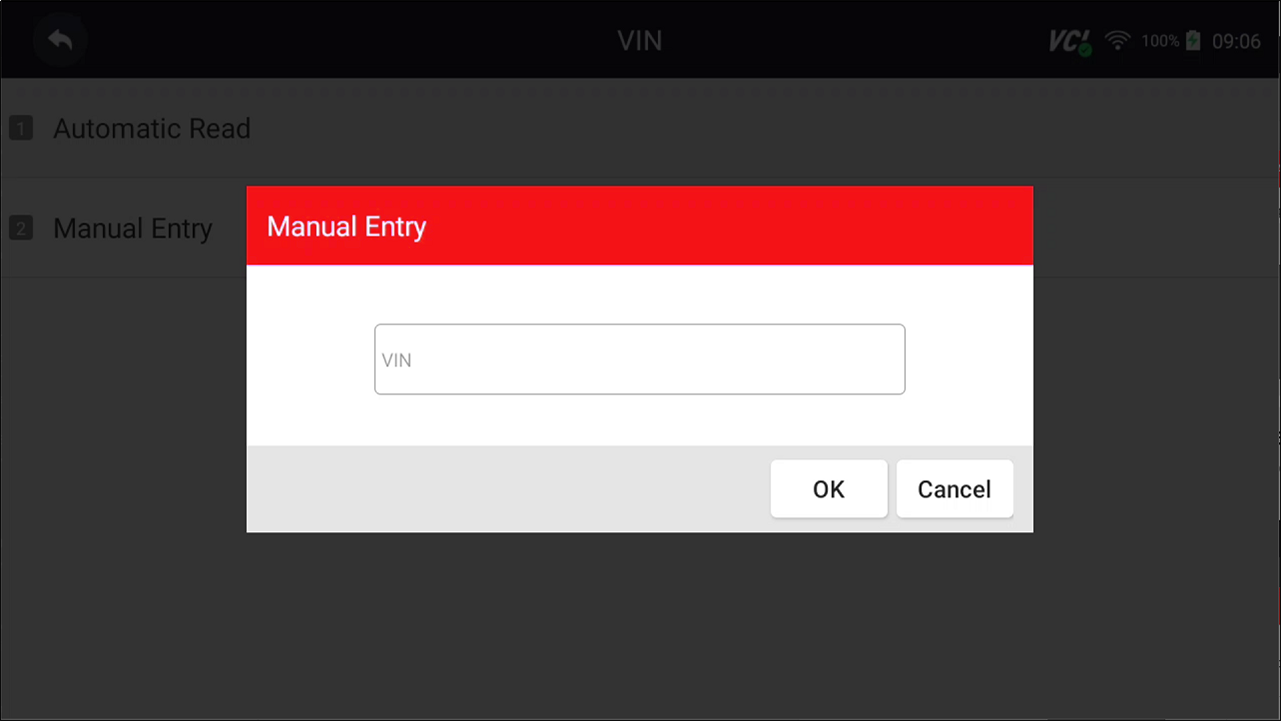 VIN
VCI 100% 09:06
1 Automatic Read
2 Manual Entry
Manual Entry
VIN
OK Cancel